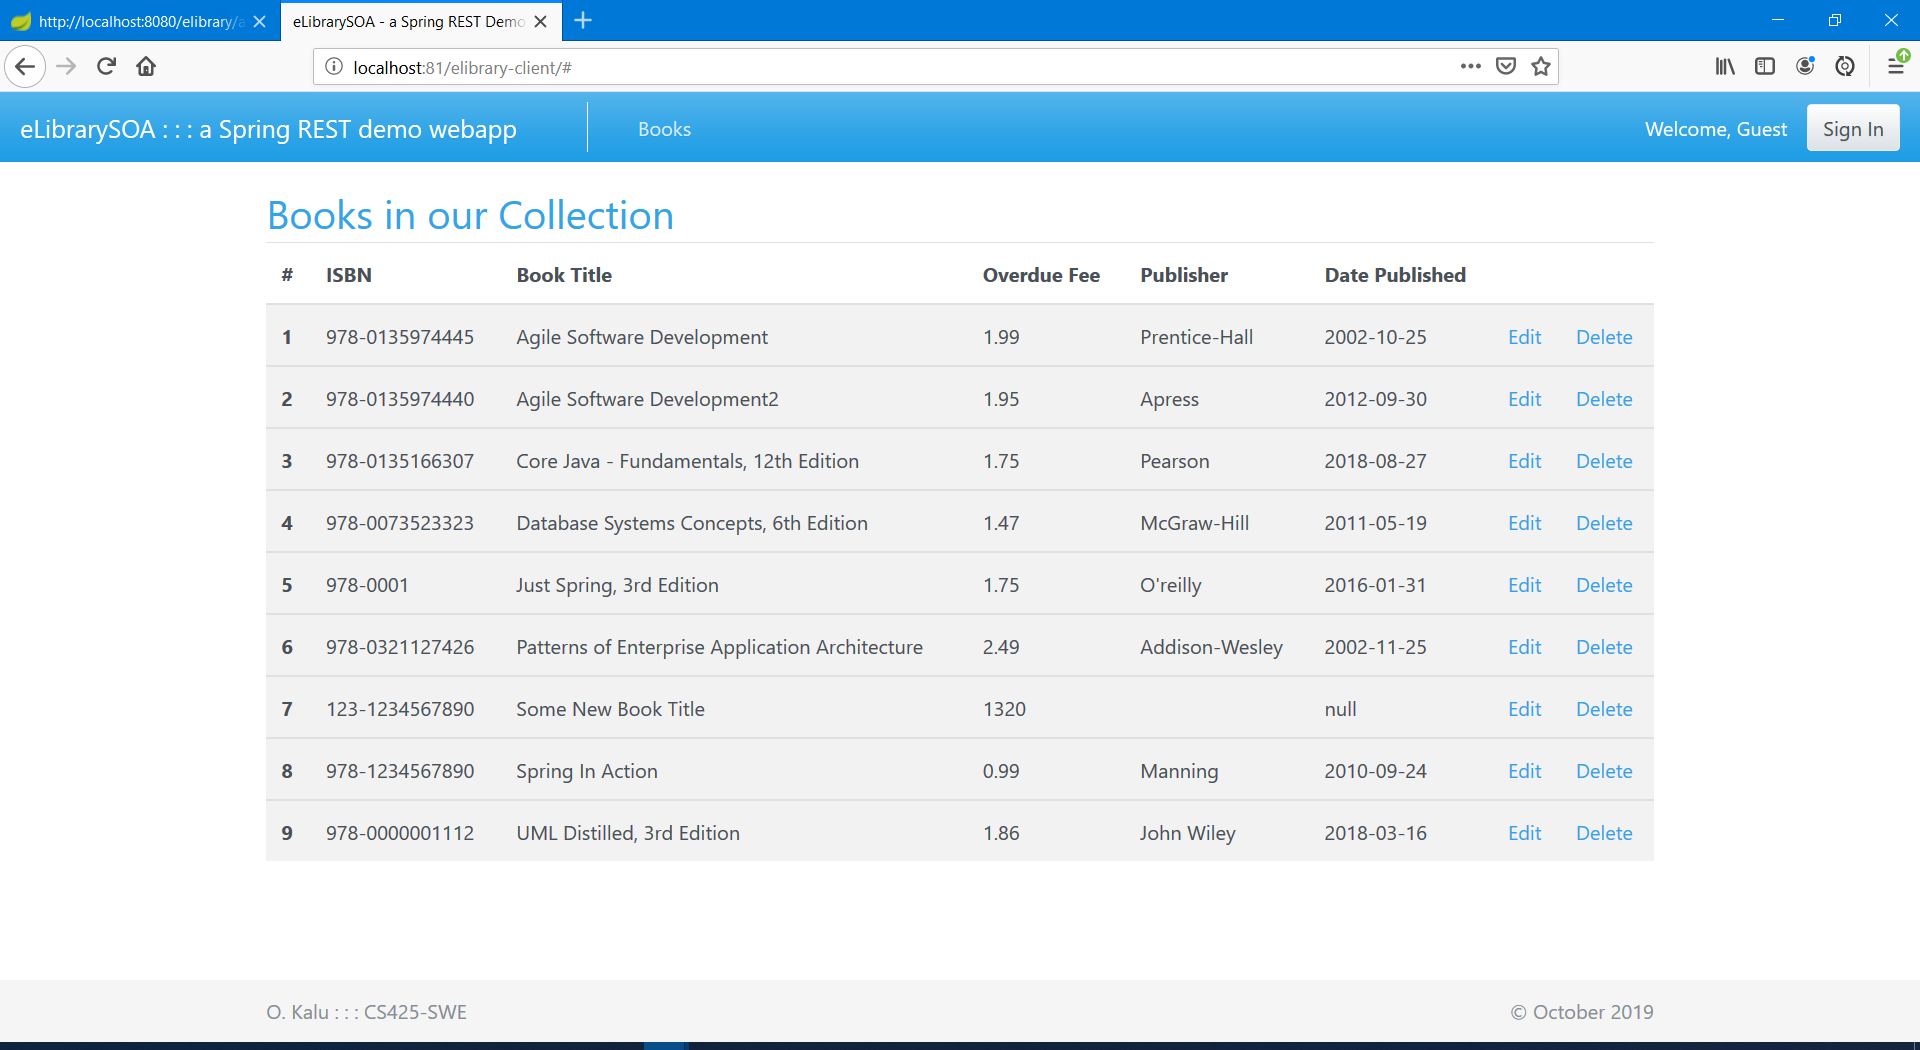 http://localhost:8080/elibrary/a
eLibrarySOA - a Spring REST Demo
localhost:81/elibrary-client/#
eLibrarySOA : : : a Spring REST demo webapp Books Welcome, Guest Sign In
Books in our Collection
# ISBN Book Title Overdue Fee Publisher Date Published
1 978-0135974445 Agile Software Development 1.99 Prentice-Hall 2002-10-25 Edit Delete
2 978-0135974440 Agile Software Development2 1.95 Apress 2012-09-30 Edit Delete
3 978-0135166307 Core Java - Fundamentals, 12th Edition 1.75 Pearson 2018-08-27 Edit Delete
4 978-0073523323 Database Systems Concepts, 6th Edition 1.47 McGraw-Hill 2011-05-19 Edit Delete
5 978-0001 Just Spring, 3rd Edition 1.75 O'reilly 2016-01-31 Edit Delete
6 978-0321127426 Patterns of Enterprise Application Architecture 2.49 Addison-Wesley 2002-11-25 Edit Delete
7 123-1234567890 Some New Book Title 1320 null Edit Delete
8 978-1234567890 Spring In Action 0.99 Manning 2010-09-24 Edit Delete
9 978-0000001112 UML Distilled, 3rd Edition 1.86 John Wiley 2018-03-16 Edit Delete
O. Kalu : : : CS425-SWE © October 2019